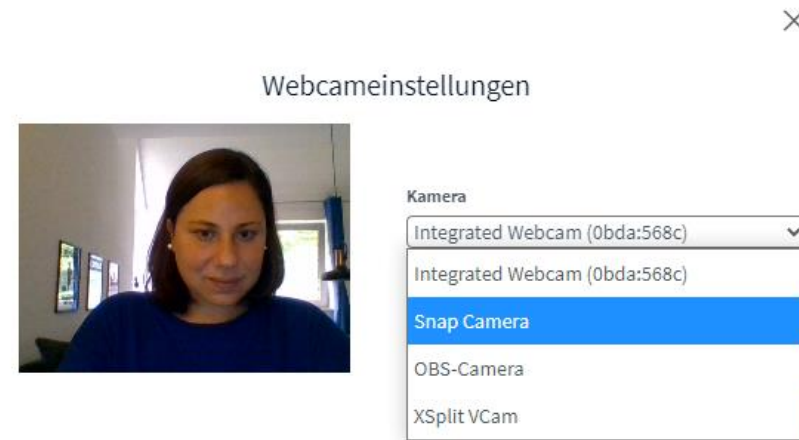 Webcameinstellungen
Kamera
Integrated Webcam (0bda:568c)
Integrated Webcam (0bda:568c)
Snap Camera
OBS-Camera
XSplit VCam